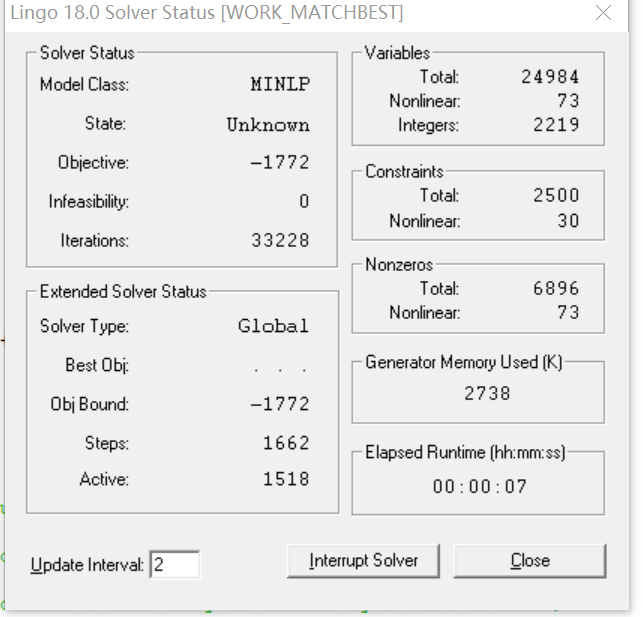 Lingo 18.0 Solver Status [WORK_MATCHBEST]
Solver Status
Model Class: MINLP
State: Unknown
Objective: -1772
Infeasibility: 0
Iterations: 33228
Extended Solver Status
Solver Type: Global
Best Obj: . . .
Obj Bound: -1772
Steps: 1662
Active: 1518
Variables
Total: 24984
Nonlinear: 73
Integers: 2219
Constraints
Total: 2500
Nonlinear: 30
Nonzeros
Total: 6896
Nonlinear: 73
Generator Memory Used (K)
2738
Elapsed Runtime (hh:mm:ss)
00:00:07
Update Interval: 2
Interrupt Solver
Close